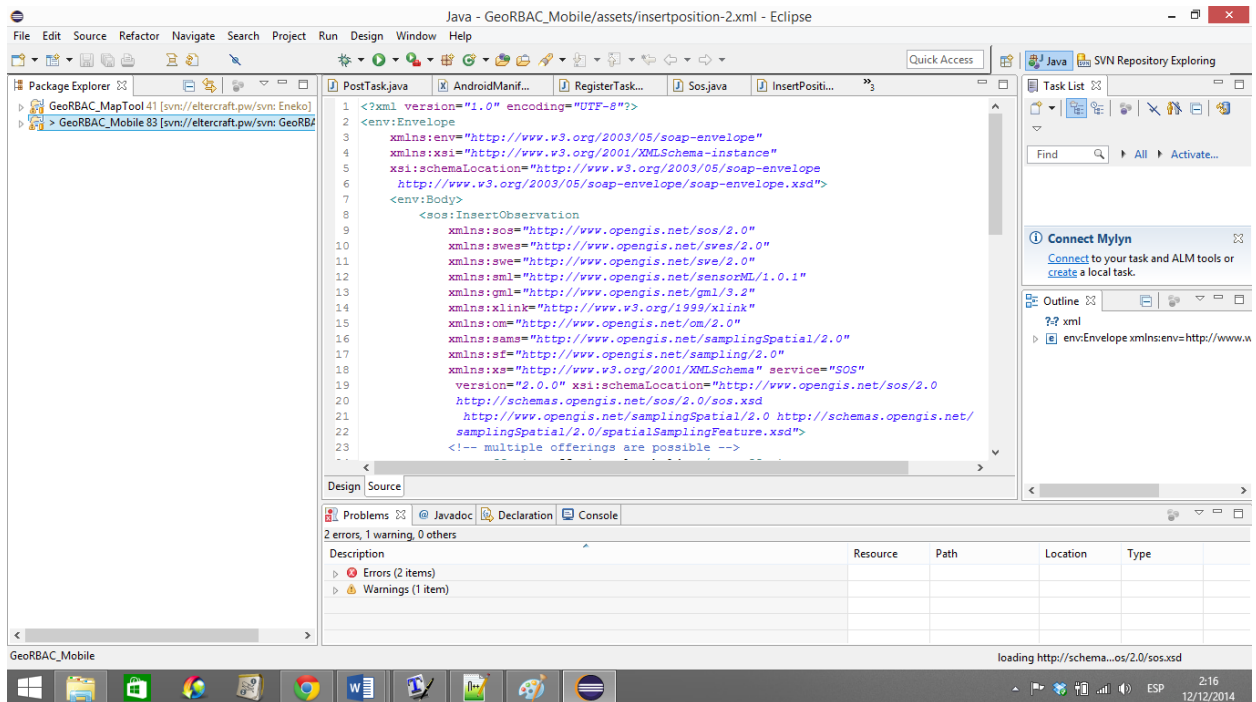 Java - GeoRBAC_Mobile/assets/insertposition-2.xml - Eclipse
File Edit Source Refactor Navigate Search Project Run Design Window Help
Quick Access
Java
SVN Repository Exploring
Package Explorer
GeoRBAC_MapTool 41 [svn://eltercraft.pw/svn: Eneko]
> GeoRBAC_Mobile 83 [svn://eltercraft.pw/svn: GeoRBA
PostTask.java
AndroidManif...
RegisterTask...
Sos.java
InsertPositi...
»3
1 <?xml version="1.0" encoding="UTF-8"?>
2 <env:Envelope
3 xmlns:env="http://www.w3.org/2003/05/soap-envelope"
4 xmlns:xsi="http://www.w3.org/2001/XMLSchema-instance"
5 xsi:schemaLocation="http://www.w3.org/2003/05/soap-envelope
6 http://www.w3.org/2003/05/soap-envelope/soap-envelope.xsd">
7 <env:Body>
8 <sos:InsertObservation
9 xmlns:sos="http://www.opengis.net/sos/2.0"
10 xmlns:swes="http://www.opengis.net/swes/2.0"
11 xmlns:swe="http://www.opengis.net/swe/2.0"
12 xmlns:sml="http://www.opengis.net/sensorML/1.0.1"
13 xmlns:gml="http://www.opengis.net/gml/3.2"
14 xmlns:xlink="http://www.w3.org/1999/xlink"
15 xmlns:om="http://www.opengis.net/om/2.0"
16 xmlns:sams="http://www.opengis.net/samplingSpatial/2.0"
17 xmlns:sf="http://www.opengis.net/sampling/2.0"
18 xmlns:xs="http://www.w3.org/2001/XMLSchema" service="SOS"
19 version="2.0.0" xsi:schemaLocation="http://www.opengis.net/sos/2.0
20 http://schemas.opengis.net/sos/2.0/sos.xsd
21 http://www.opengis.net/samplingSpatial/2.0 http://schemas.opengis.net/
22 samplingSpatial/2.0/spatialSamplingFeature.xsd">
23 <!-- multiple offerings are possible -->
Design Source
Task List
Find
All
Activate...
Connect Mylyn
Connect to your task and ALM tools or
create a local task.
Outline
?=? xml
e env:Envelope xmlns:env=http://www.w
Problems
@ Javadoc
Declaration
Console
2 errors, 1 warning, 0 others
Description Resource Path Location Type
Errors (2 items)
Warnings (1 item)
GeoRBAC_Mobile
loading http://schema...os/2.0/sos.xsd
ESP
2:16
12/12/2014